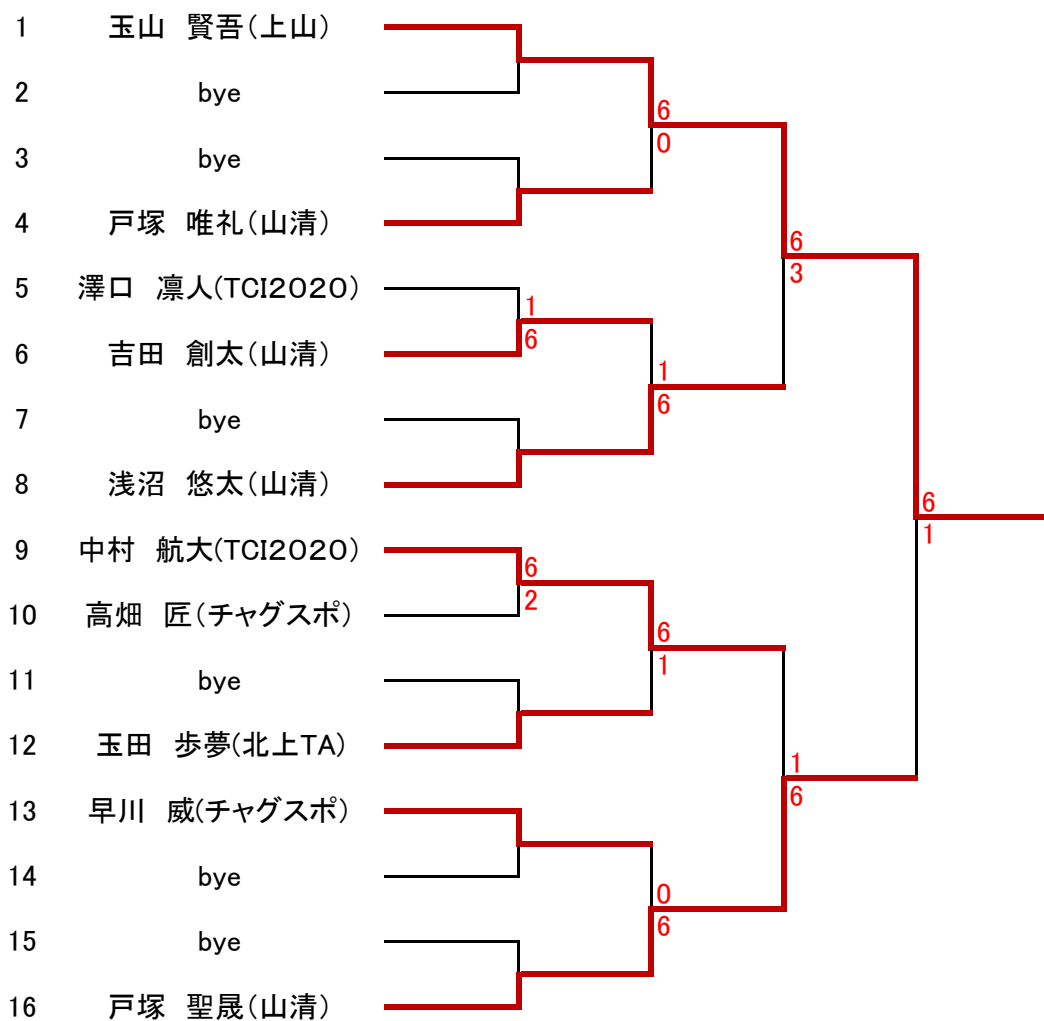 1 玉山 賢吾(上山)
2 bye
3 bye
4 戸塚 唯礼(山清)
5 澤口 凛人(TCI2020)
6 吉田 創太(山清)
7 bye
8 浅沼 悠太(山清)
9 中村 航大(TCI2020)
10 高畑 匠(チャグスポ)
11 bye
12 玉田 歩夢(北上TA)
13 早川 威(チャグスポ)
14 bye
15 bye
16 戸塚 聖晟(山清)
1
6
6
2
6
0
1
6
6
1
0
6
6
3
1
6
6
1